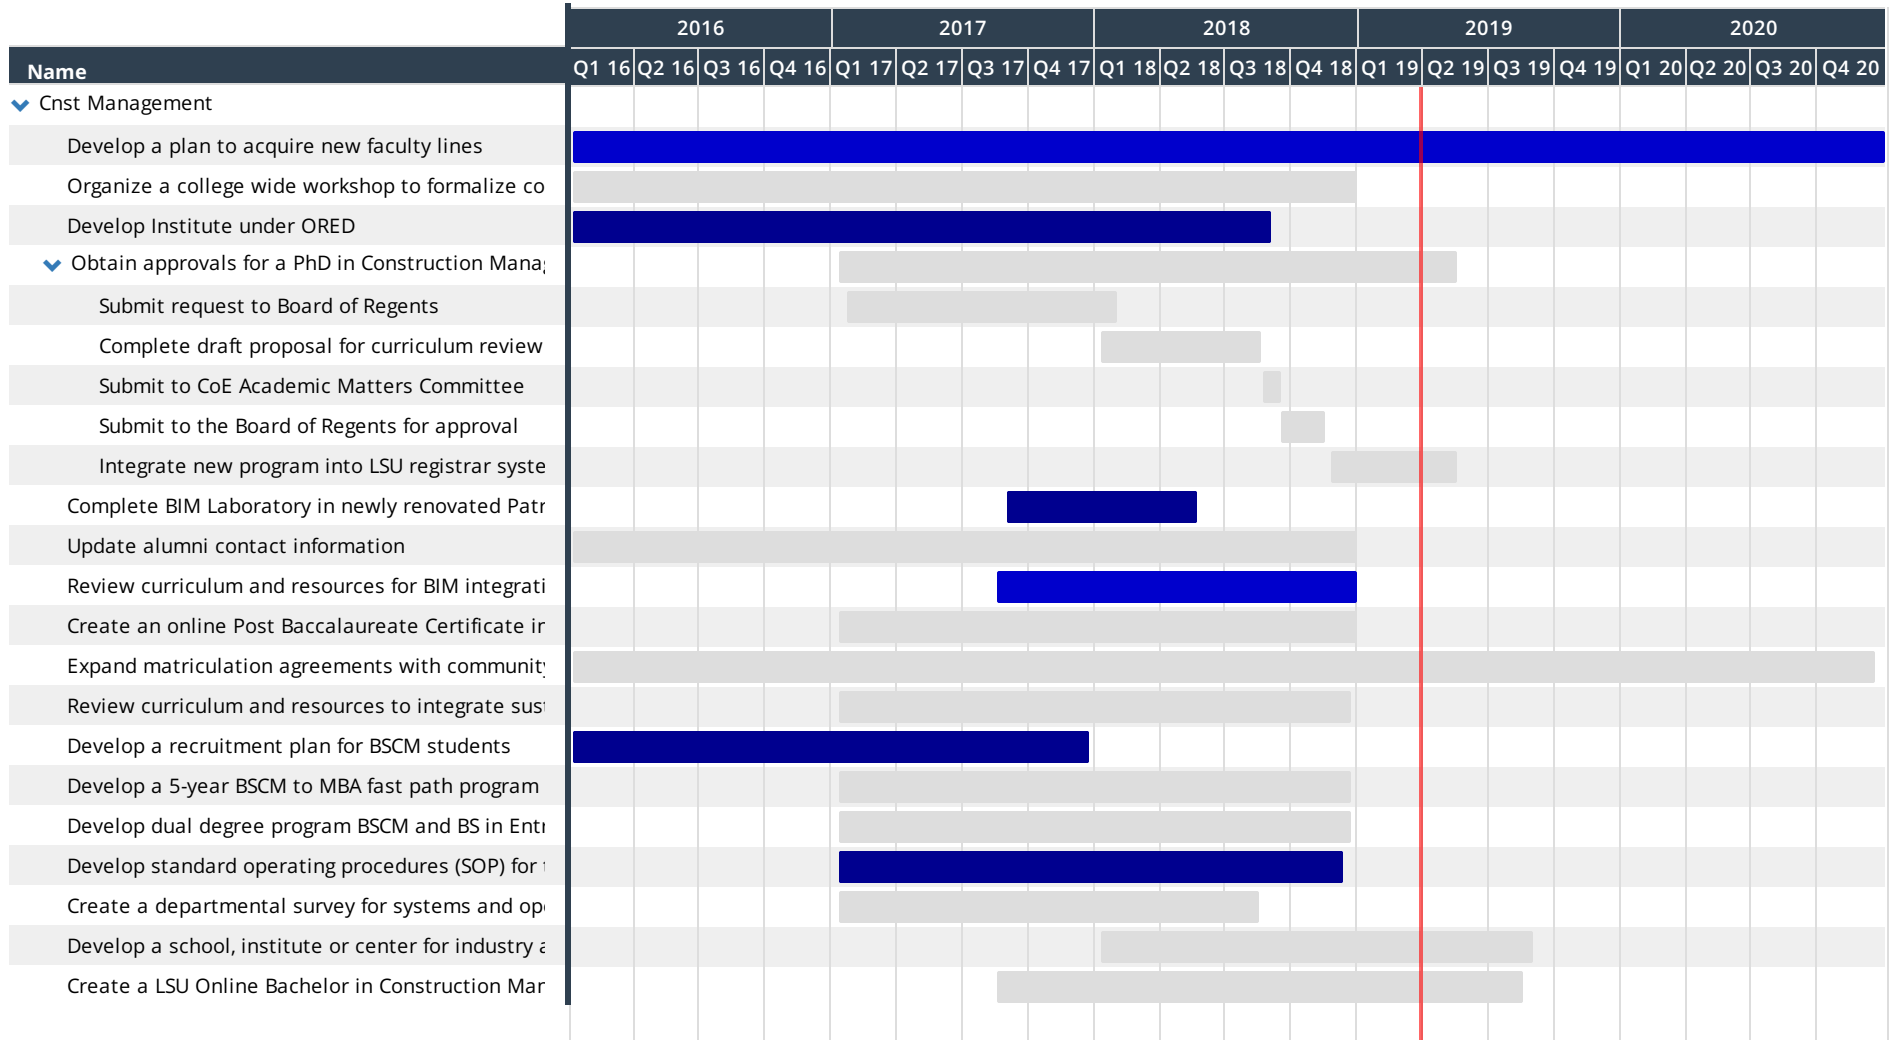 2016 2017 2018 2019 2020
Name Q1 16 Q2 16 Q3 16 Q4 16 Q1 17 Q2 17 Q3 17 Q4 17 Q1 18 Q2 18 Q3 18 Q4 18 Q1 19 Q2 19 Q3 19 Q4 19 Q1 20 Q2 20 Q3 20 Q4 20
Cnst Management
Develop a plan to acquire new faculty lines
Organize a college wide workshop to formalize co
Develop Institute under ORED
Obtain approvals for a PhD in Construction Manag
Submit request to Board of Regents
Complete draft proposal for curriculum review
Submit to CoE Academic Matters Committee
Submit to the Board of Regents for approval
Integrate new program into LSU registrar syste
Complete BIM Laboratory in newly renovated Patr
Update alumni contact information
Review curriculum and resources for BIM integrati
Create an online Post Baccalaureate Certificate in
Expand matriculation agreements with community
Review curriculum and resources to integrate sust
Develop a recruitment plan for BSCM students
Develop a 5-year BSCM to MBA fast path program
Develop dual degree program BSCM and BS in Entr
Develop standard operating procedures (SOP) for t
Create a departmental survey for systems and ope
Develop a school, institute or center for industry a
Create a LSU Online Bachelor in Construction Man